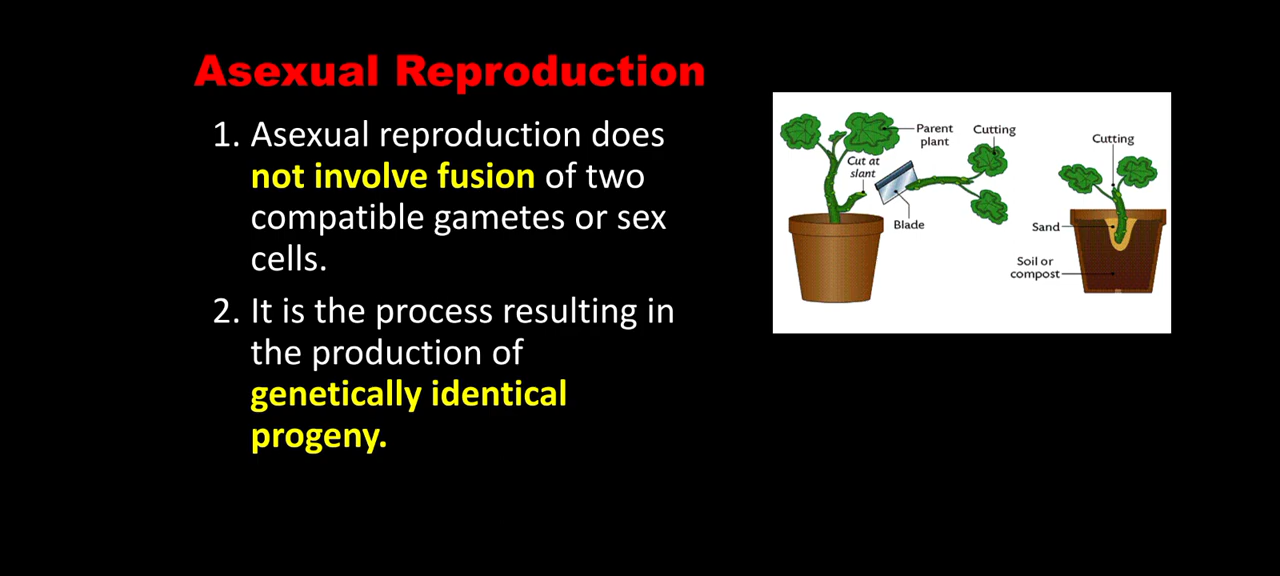 Asexual Reproduction
1. Asexual reproduction does
not involve fusion of two
compatible gametes or sex
cells.
2. It is the process resulting in
the production of
genetically identical
progeny.
Parent
plant
Cutting
Cut at
slant
Blade
Cutting
Sand
Soil or
compost